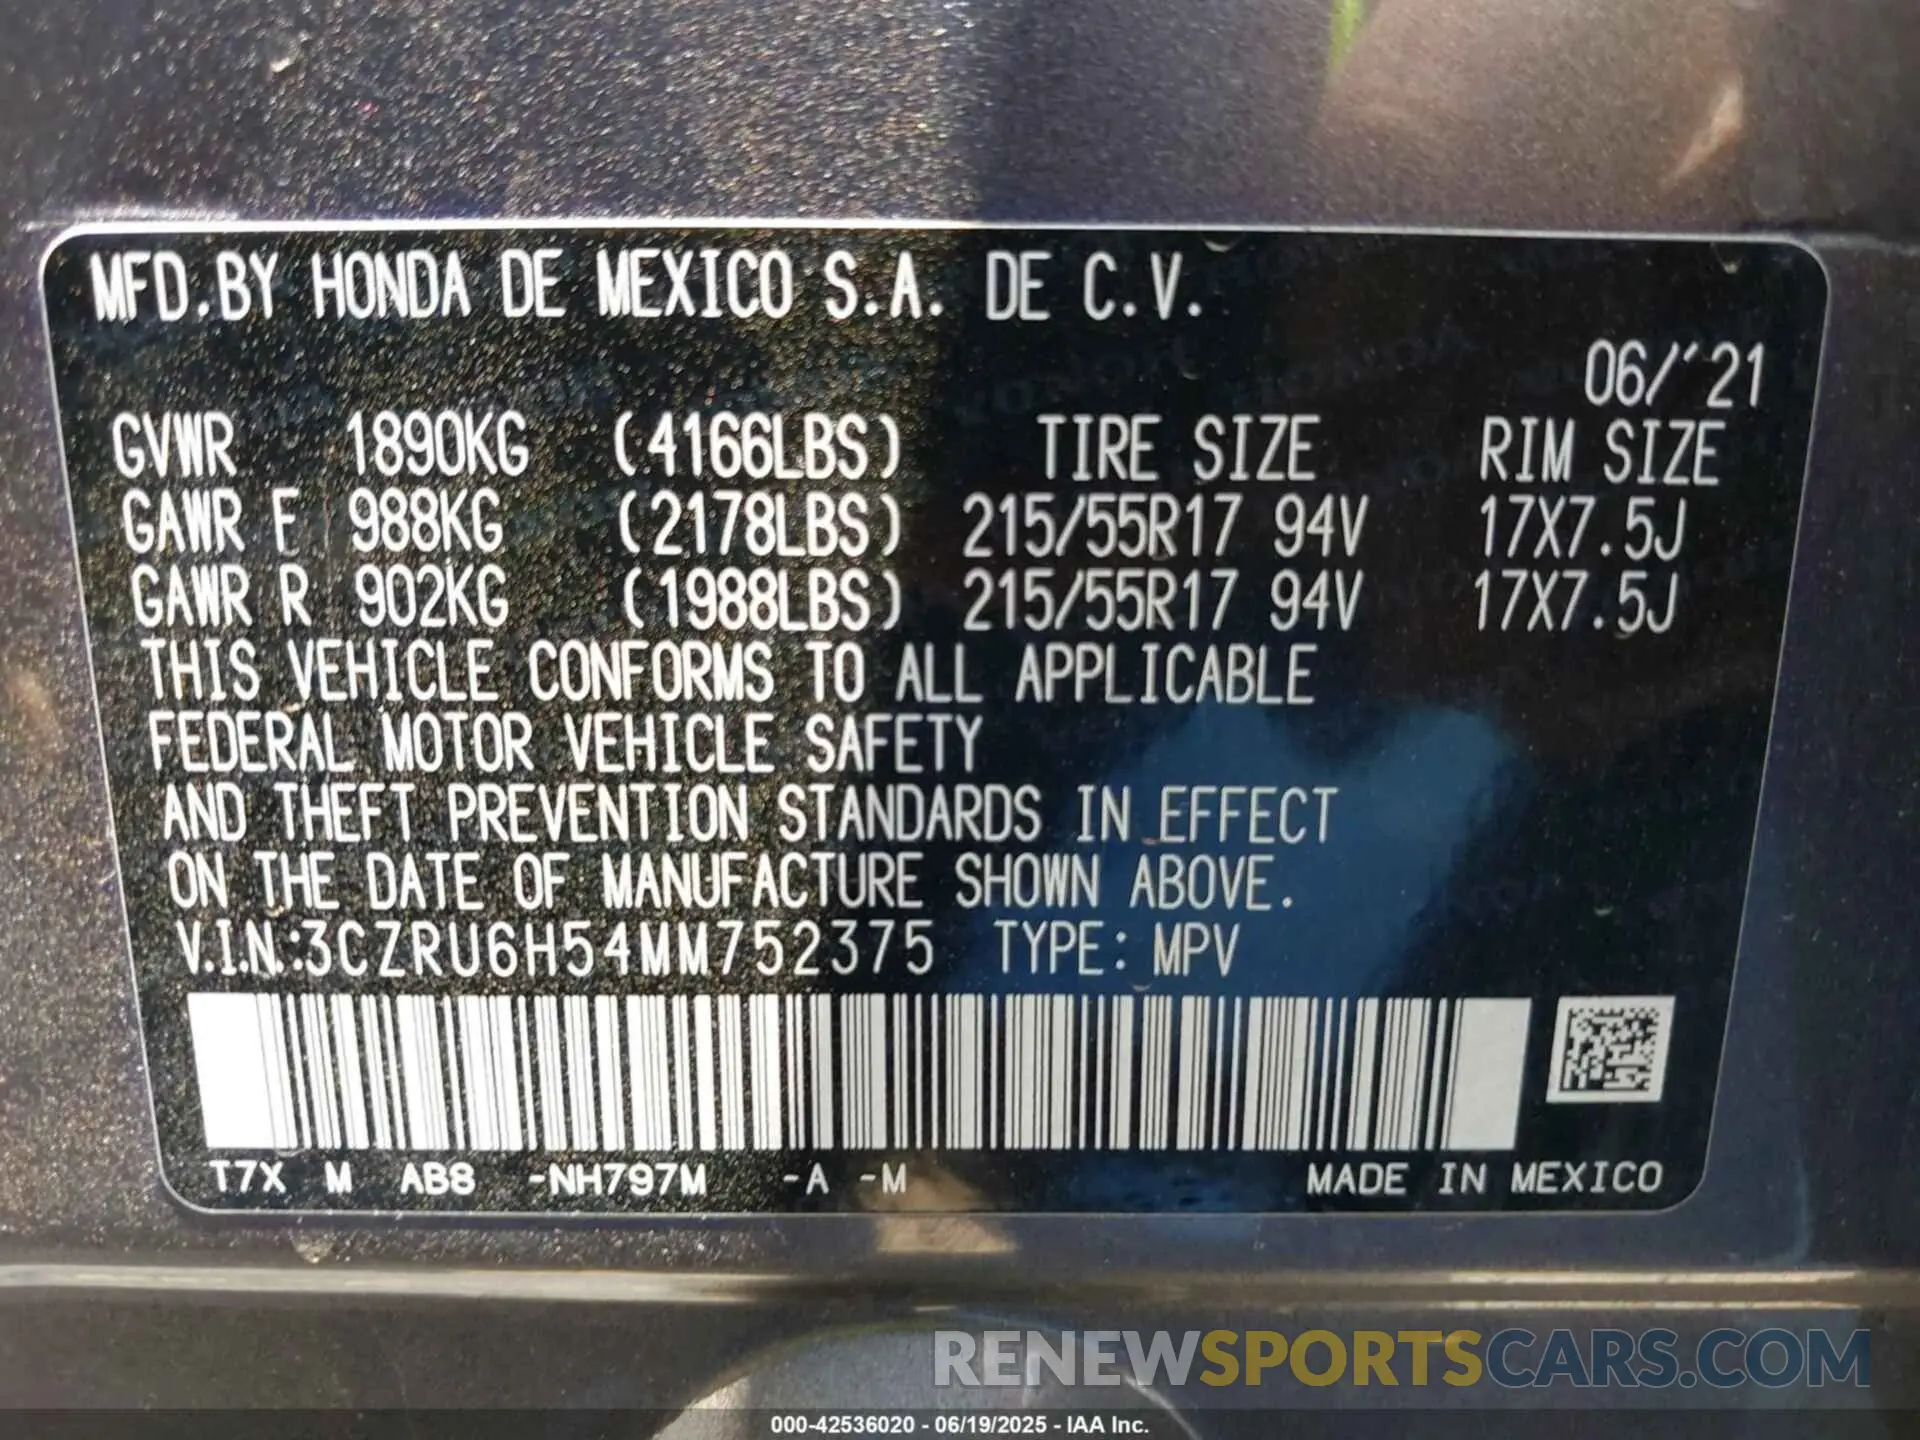 MFD.BY HONDA DE MEXICO S.A. DE C.V.
06/'21
GVWR 1890KG (4166LBS) TIRE SIZE RIM SIZE
GAWR F 988KG (2178LBS) 215/55R17 94V 17X7.5J
GAWR R 902KG (1988LBS) 215/55R17 94V 17X7.5J
THIS VEHICLE CONFORMS TO ALL APPLICABLE
FEDERAL MOTOR VEHICLE SAFETY
AND THEFT PREVENTION STANDARDS IN EFFECT
ON THE DATE OF MANUFACTURE SHOWN ABOVE.
V.I.N.:3CZRU6H54MM752375 TYPE: MPV
T7X M AB8 -NH797M -A -M MADE IN MEXICO
RENEWSPORTSCARS.COM
000-42536020 - 06/19/2025 - IAA Inc.